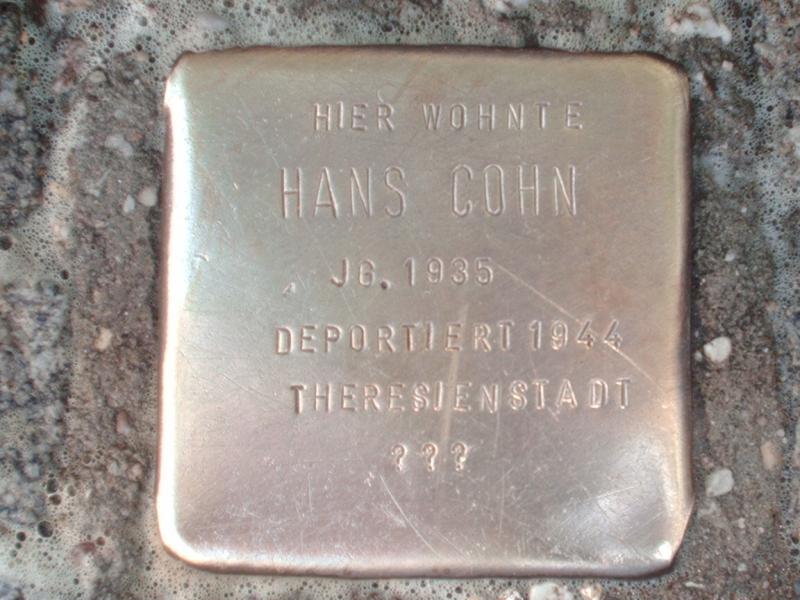 HIER WOHNTE
HANS COHN
JG. 1935
DEPORTIERT 1944
THERESIENSTADT
???